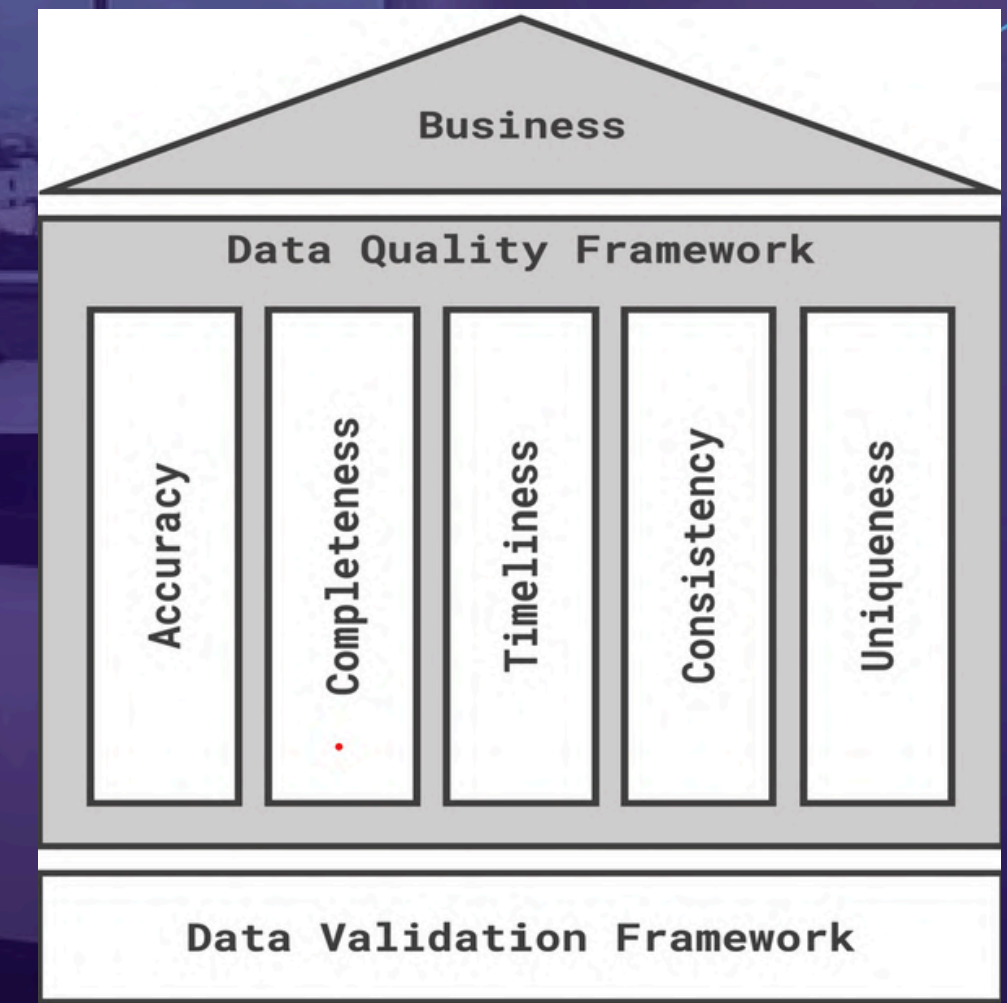 Business
Data Quality Framework
Accuracy
Completeness
Timeliness
Consistency
Uniqueness
Data Validation Framework